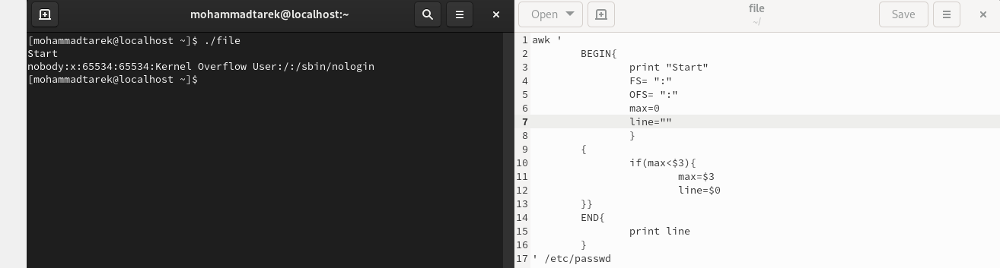 mohammadtarek@localhost:~
[mohammadtarek@localhost ~]$ ./file
Start
nobody:x:65534:65534:Kernel Overflow User:/:/sbin/nologin
[mohammadtarek@localhost ~]$
Open
file
~/
Save
1 awk '
2 BEGIN{
3 print "Start"
4 FS= ":"
5 OFS= ":"
6 max=0
7 line=""
8 }
9 {
10 if(max<$3){
11 max=$3
12 line=$0
13 }}
14 END{
15 print line
16 }
17 ' /etc/passwd